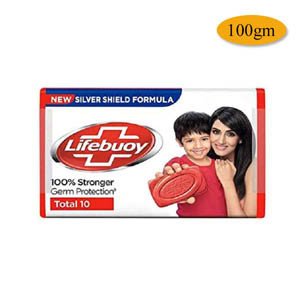 100gm
NEW SILVER SHIELD FORMULA
Lifebuoy
100% Stronger
Germ Protection*
Total 10